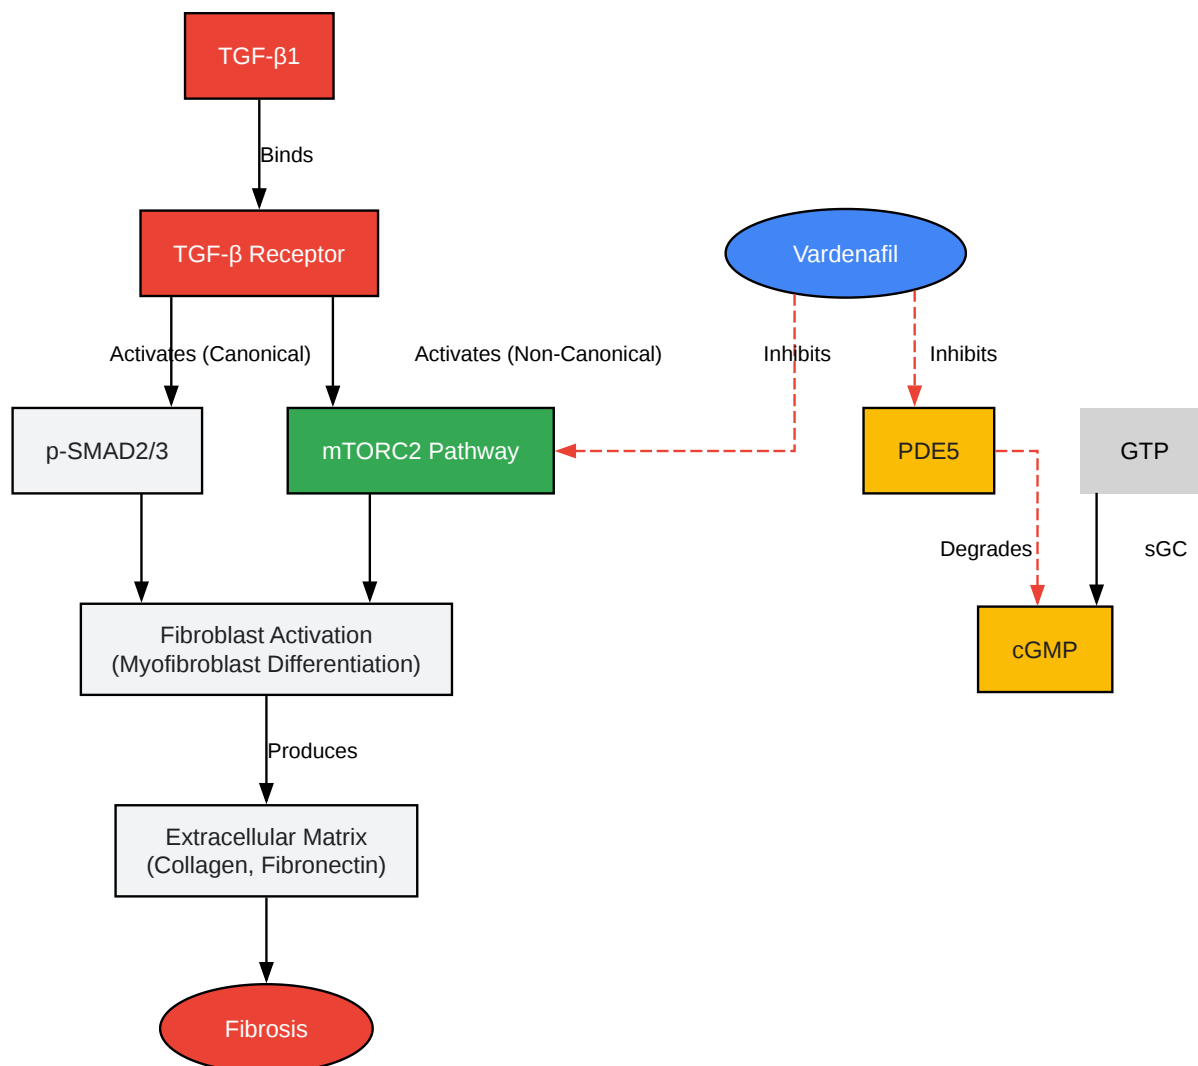 TGF-β1
Binds
TGF-β Receptor
Vardenafil
Activates (Canonical)
Activates (Non-Canonical)
Inhibits
Inhibits
p-SMAD2/3
mTORC2 Pathway
PDE5
GTP
Degrades
sGC
Fibroblast Activation
(Myofibroblast Differentiation)
cGMP
Produces
Extracellular Matrix
(Collagen, Fibronectin)
Fibrosis